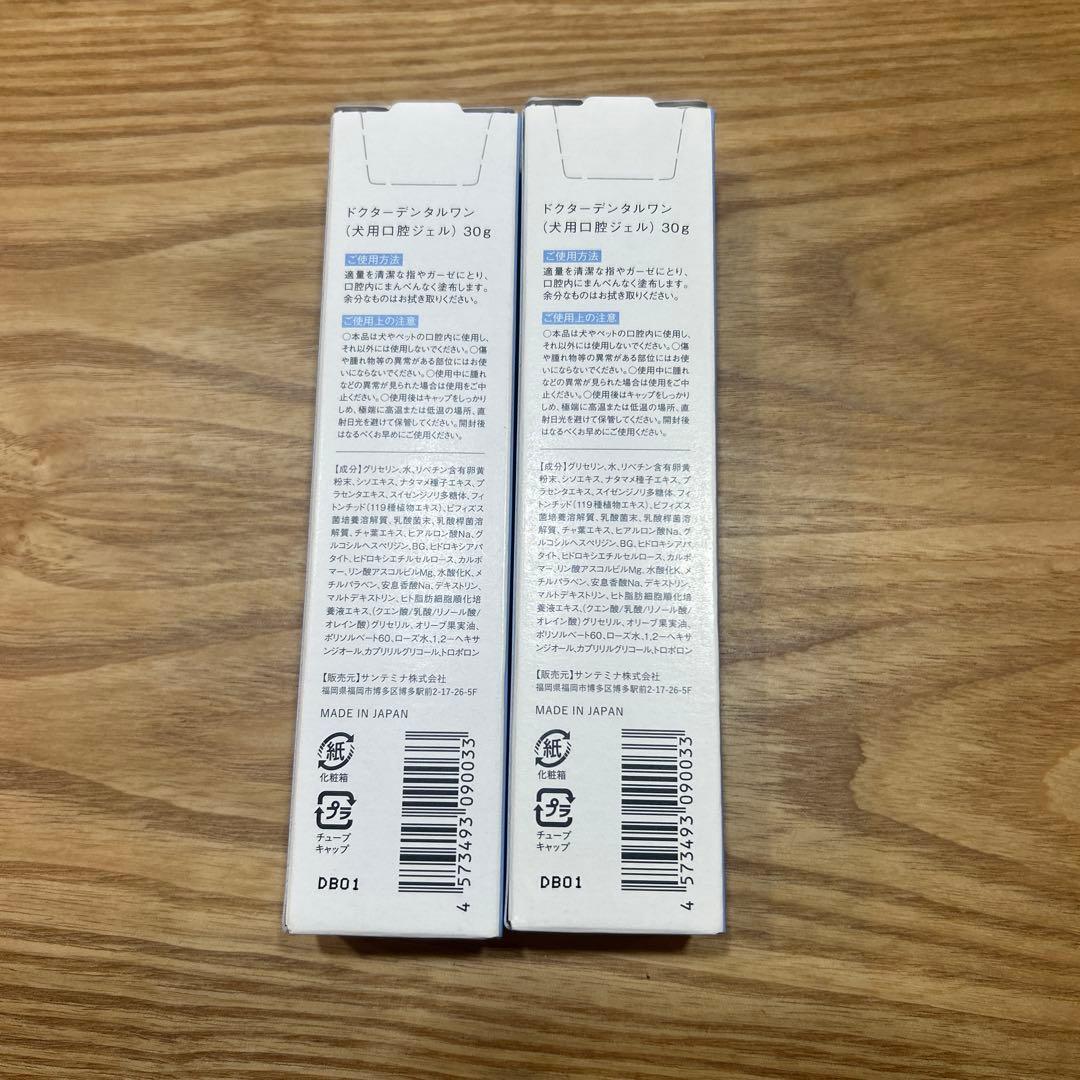 ドクターデンタルワン
(犬用口腔ジェル) 30g
ご使用方法
適量を清潔な指やガーゼにとり、
口腔内にまんべんなく塗布します。
余分なものはお拭き取りください。
ご使用上の注意
○本品は犬やペットの口腔内に使用し、
それ以外には使用しないでください。○傷
や腫れ物等の異常がある部位にはお使
いにならないでください。○使用中に腫れ
などの異常が見られた場合は使用をご中
止ください。○使用後はキャップをしっかり
しめ、極端に高温または低温の場所、直
射日光を避けて保管してください。開封後
はなるべくお早めにご使用ください。
【成分】グリセリン、水、リベチン含有卵黄
粉末、シソエキス、ナタマメ種子エキス、プ
ラセンタエキス、スイゼンジノリ多糖体、フィ
トンチッド(119種植物エキス)、ビフィズス
菌培養溶解質、乳酸菌末、乳酸桿菌溶
解質、チャ葉エキス、ヒアルロン酸Na、グ
ルコシルヘスペリジン、BG、ヒドロキシアパ
タイト、ヒドロキシエチルセルロース、カルボ
マー、リン酸アスコルビルMg、水酸化K、メ
チルパラベン、安息香酸Na、デキストリン、
マルトデキストリン、ヒト脂肪細胞順化培
養液エキス、(クエン酸/乳酸/リノール酸/
オレイン酸)グリセリル、オリーブ果実油、
ポリソルベート60、ローズ水、1,2-ヘキサ
ンジオール、カプリリルグリコール、トロポロン
【販売元】サンテミナ株式会社
福岡県福岡市博多区博多駅前2-17-26-5F
MADE IN JAPAN
紙
化粧箱
プラ
チューブ
キャップ
DB01
4 573493 090033
ドクターデンタルワン
(犬用口腔ジェル) 30g
ご使用方法
適量を清潔な指やガーゼにとり、
口腔内にまんべんなく塗布します。
余分なものはお拭き取りください。
ご使用上の注意
○本品は犬やペットの口腔内に使用し、
それ以外には使用しないでください。○傷
や腫れ物等の異常がある部位にはお使
いにならないでください。○使用中に腫れ
などの異常が見られた場合は使用をご中
止ください。○使用後はキャップをしっかり
しめ、極端に高温または低温の場所、直
射日光を避けて保管してください。開封後
はなるべくお早めにご使用ください。
【成分】グリセリン、水、リベチン含有卵黄
粉末、シソエキス、ナタマメ種子エキス、プ
ラセンタエキス、スイゼンジノリ多糖体、フィ
トンチッド(119種植物エキス)、ビフィズス
菌培養溶解質、乳酸菌末、乳酸桿菌溶
解質、チャ葉エキス、ヒアルロン酸Na、グ
ルコシルヘスペリジン、BG、ヒドロキシアパ
タイト、ヒドロキシエチルセルロース、カルボ
マー、リン酸アスコルビルMg、水酸化K、メ
チルパラベン、安息香酸Na、デキストリン、
マルトデキストリン、ヒト脂肪細胞順化培
養液エキス、(クエン酸/乳酸/リノール酸/
オレイン酸)グリセリル、オリーブ果実油、
ポリソルベート60、ローズ水、1,2-ヘキサ
ンジオール、カプリリルグリコール、トロポロン
【販売元】サンテミナ株式会社
福岡県福岡市博多区博多駅前2-17-26-5F
MADE IN JAPAN
紙
化粧箱
プラ
チューブ
キャップ
DB01
4 573493 090033